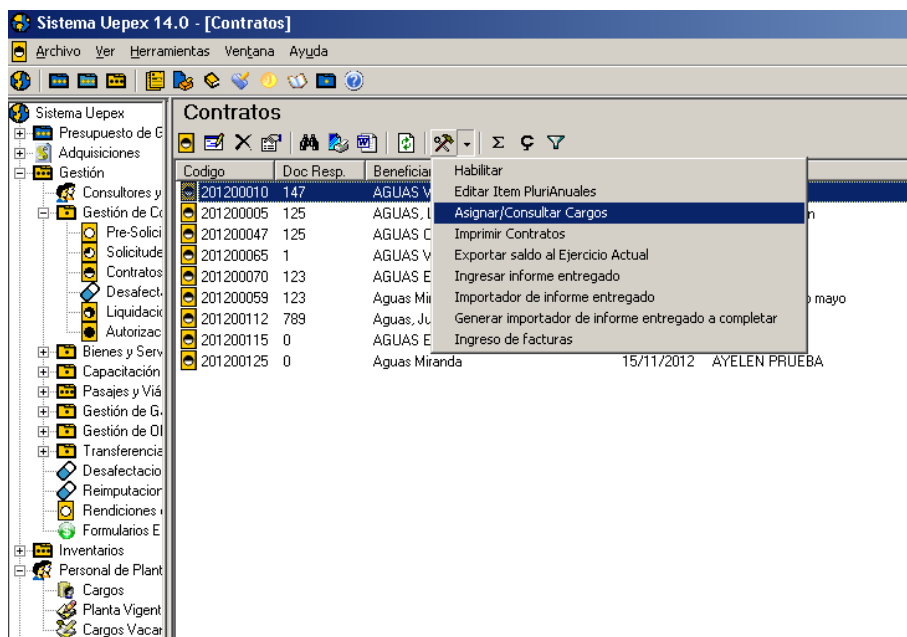 Sistema Uepex 14.0 - [Contratos]
Archivo Ver Herramientas Ventana Ayuda
Sistema Uepex
Presupuesto de G
Adquisiciones
Gestión
Consultores y
Gestión de Co
Pre-Solici
Solicitude
Contratos
Desafect
Liquidacio
Autorizac
Bienes y Serv
Capacitación
Pasajes y Viá
Gestión de G
Gestión de Ol
Transferencia
Desafectacio
Reimputacion
Rendiciones
Formularios E
Inventarios
Personal de Plant
Cargos
Planta Vigent
Cargos Vacar
Contratos
Σ Ç
Codigo Doc Resp. Beneficia
201200010 147 AGUAS V
201200005 125 AGUAS, L n
201200047 125 AGUAS C
201200065 1 AGUAS V
201200070 123 AGUAS E
201200059 123 Aguas Mi mayo
201200112 789 Aguas, Ju
201200115 0 AGUAS E
201200125 0 Aguas Miranda 15/11/2012 AYELEN PRUEBA
Habilitar
Editar Item PluriAnuales
Asignar/Consultar Cargos
Imprimir Contratos
Exportar saldo al Ejercicio Actual
Ingresar informe entregado
Importador de informe entregado
Generar importador de informe entregado a completar
Ingreso de facturas